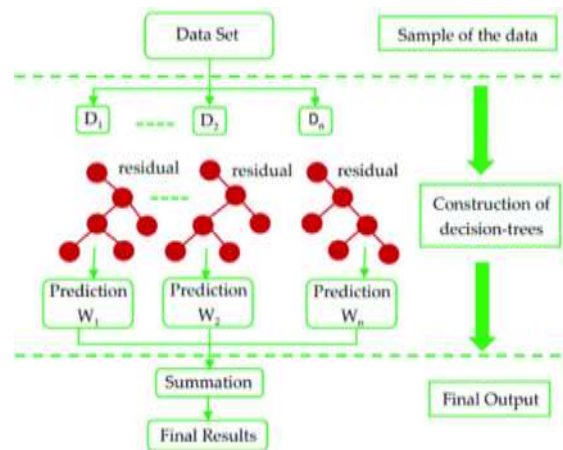 Data Set
Sample of the data
D1
D2
Dn
residual
residual
residual
Construction of
decision-trees
Prediction
W1
Prediction
W2
Prediction
Wn
Summation
Final Output
Final Results